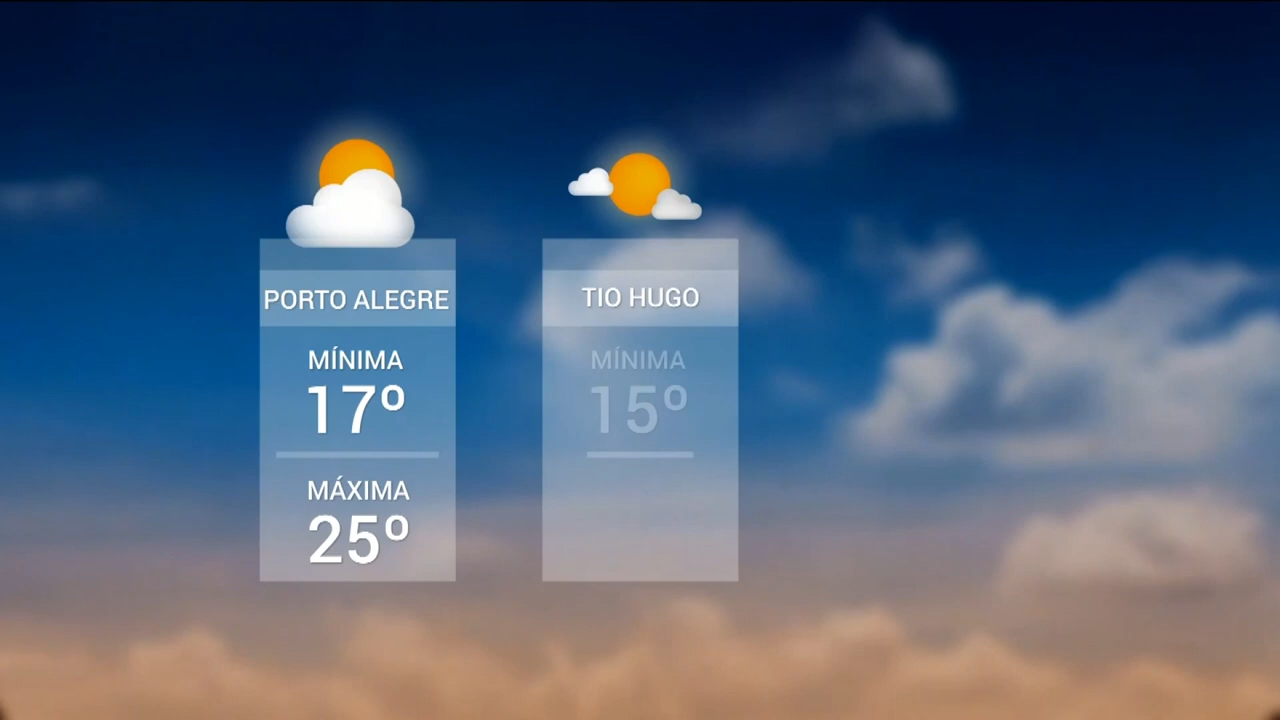 PORTO ALEGRE
MÍNIMA
17º
MÁXIMA
25º
TIO HUGO
MÍNIMA
15º